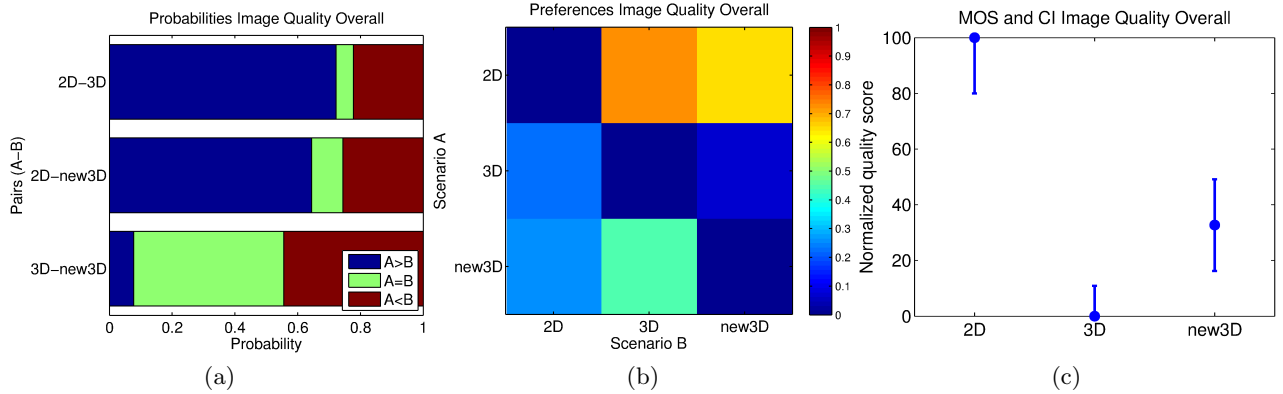 Probabilities Image Quality Overall
Pairs (A−B)
2D−3D
2D−new3D
3D−new3D
A>B
A=B
A<B
0 0.2 0.4 0.6 0.8 1
Probability
(a)
Preferences Image Quality Overall
Scenario A
2D
3D
new3D
2D 3D new3D
Scenario B
1
0.9
0.8
0.7
0.6
0.5
0.4
0.3
0.2
0.1
0
(b)
MOS and CI Image Quality Overall
Normalized quality score
100
80
60
40
20
0
2D 3D new3D
(c)